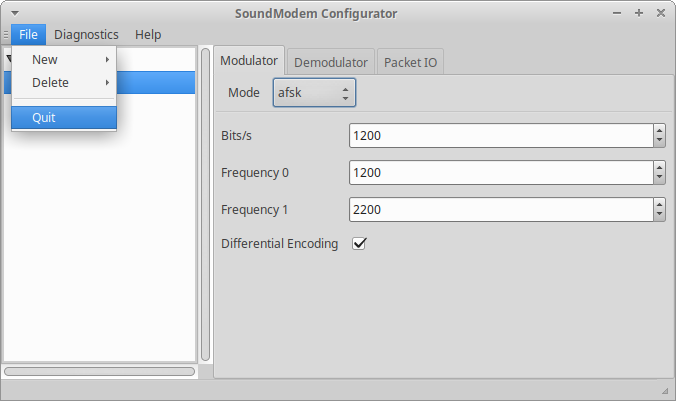 SoundModem Configurator
File Diagnostics Help
New
Delete
Quit
Modulator Demodulator Packet IO
Mode afsk
Bits/s 1200
Frequency 0 1200
Frequency 1 2200
Differential Encoding